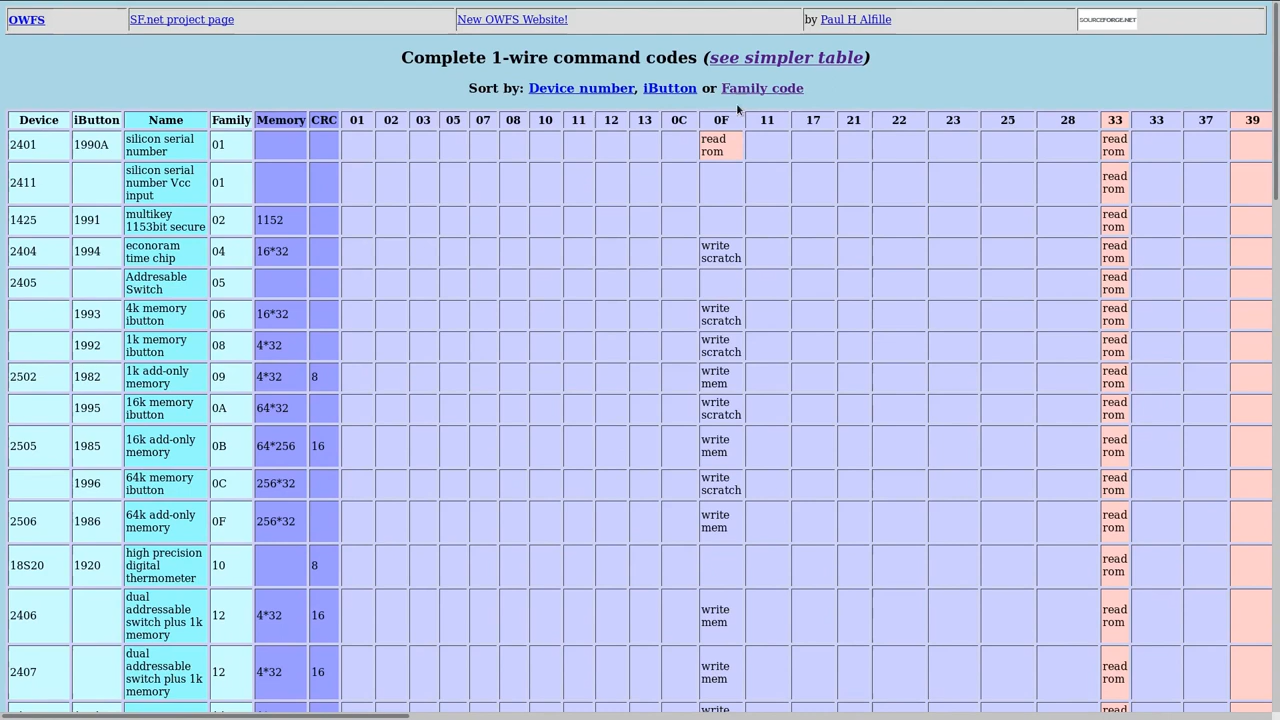 OWFS SF.net project page New OWFS Website! by Paul H Alfille SOURCEFORGE.NET
Complete 1-wire command codes (see simpler table)
Sort by: Device number, iButton or Family code
Device iButton Name Family Memory CRC 01 02 03 05 07 08 10 11 12 13 0C 0F 11 17 21 22 23 25 28 33 33 37 39
2401 1990A silicon serial number 01 read rom read rom
2411 silicon serial number Vcc input 01 read rom
1425 1991 multikey 1153bit secure 02 1152 read rom
2404 1994 econoram time chip 04 16*32 write scratch read rom
2405 Addresable Switch 05 read rom
1993 4k memory ibutton 06 16*32 write scratch read rom
1992 1k memory ibutton 08 4*32 write scratch read rom
2502 1982 1k add-only memory 09 4*32 8 write mem read rom
1995 16k memory ibutton 0A 64*32 write scratch read rom
2505 1985 16k add-only memory 0B 64*256 16 write mem read rom
1996 64k memory ibutton 0C 256*32 write scratch read rom
2506 1986 64k add-only memory 0F 256*32 write mem read rom
18S20 1920 high precision digital thermometer 10 8 read rom
2406 dual addressable switch plus 1k memory 12 4*32 16 write mem read rom
2407 dual addressable switch plus 1k memory 12 4*32 16 write mem read rom
write read